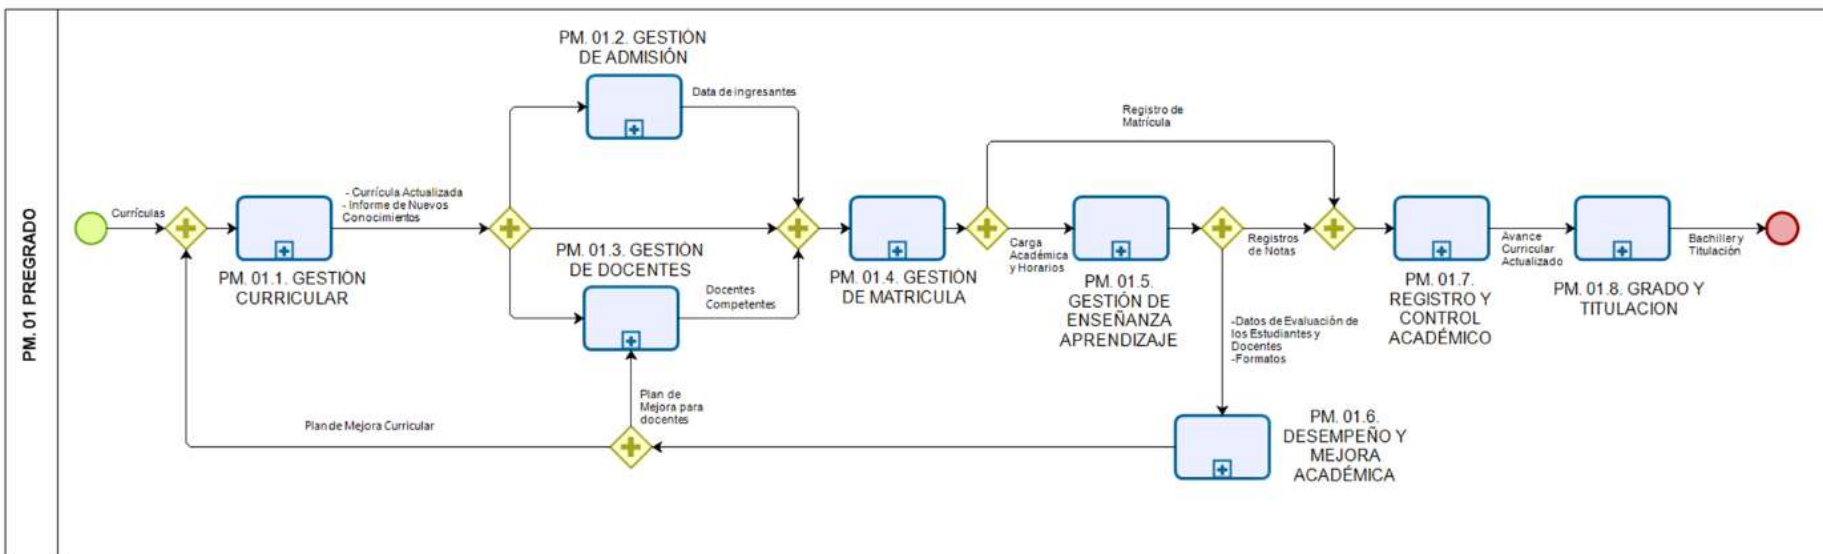 PM. 01 PREGRADO
Currículas
PM. 01.1. GESTIÓN
CURRICULAR
- Currícula Actualizada
- Informe de Nuevos
Conocimientos
PM. 01.2. GESTIÓN
DE ADMISIÓN
Data de ingresantes
PM. 01.3. GESTIÓN
DE DOCENTES
Docentes
Competentes
Plan de
Mejora para
docentes
Plan de Mejora Curricular
PM. 01.4. GESTIÓN
DE MATRICULA
Registro de
Matrícula
Carga
Académica
y Horarios
PM. 01.5.
GESTIÓN DE
ENSEÑANZA
APRENDIZAJE
Registros
de Notas
-Datos de Evaluación de
los Estudiantes y
Docentes
-Formatos
PM. 01.6.
DESEMPEÑO Y
MEJORA
ACADÉMICA
PM. 01.7.
REGISTRO Y
CONTROL
ACADÉMICO
Avance
Curricular
Actualizado
PM. 01.8. GRADO Y
TITULACION
Bachiller y
Titulación